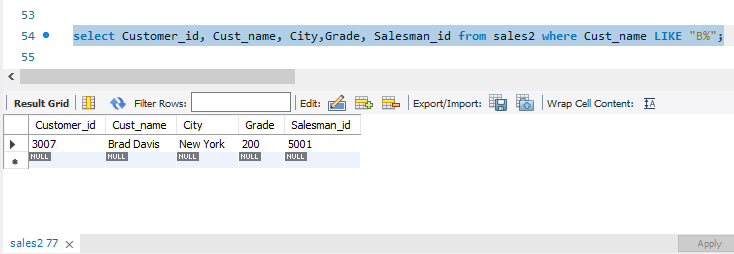 53
54 select Customer_id, Cust_name, City,Grade, Salesman_id from sales2 where Cust_name LIKE "B%";
55
Result Grid Filter Rows: Edit: Export/Import: Wrap Cell Content: IA
Customer_id Cust_name City Grade Salesman_id
3007 Brad Davis New York 200 5001
NULL NULL NULL NULL NULL
sales2 77 Apply